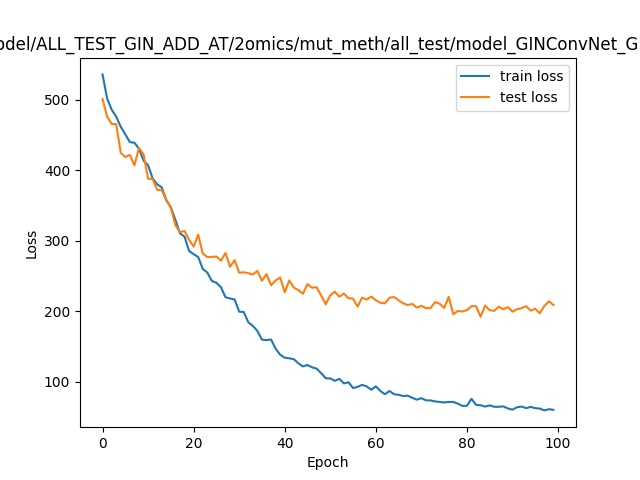 odel/ALL_TEST_GIN_ADD_AT/2omics/mut_meth/all_test/model_GINConvNet_G
train loss
test loss
500
400
300
200
100
Loss
0 20 40 60 80 100
Epoch